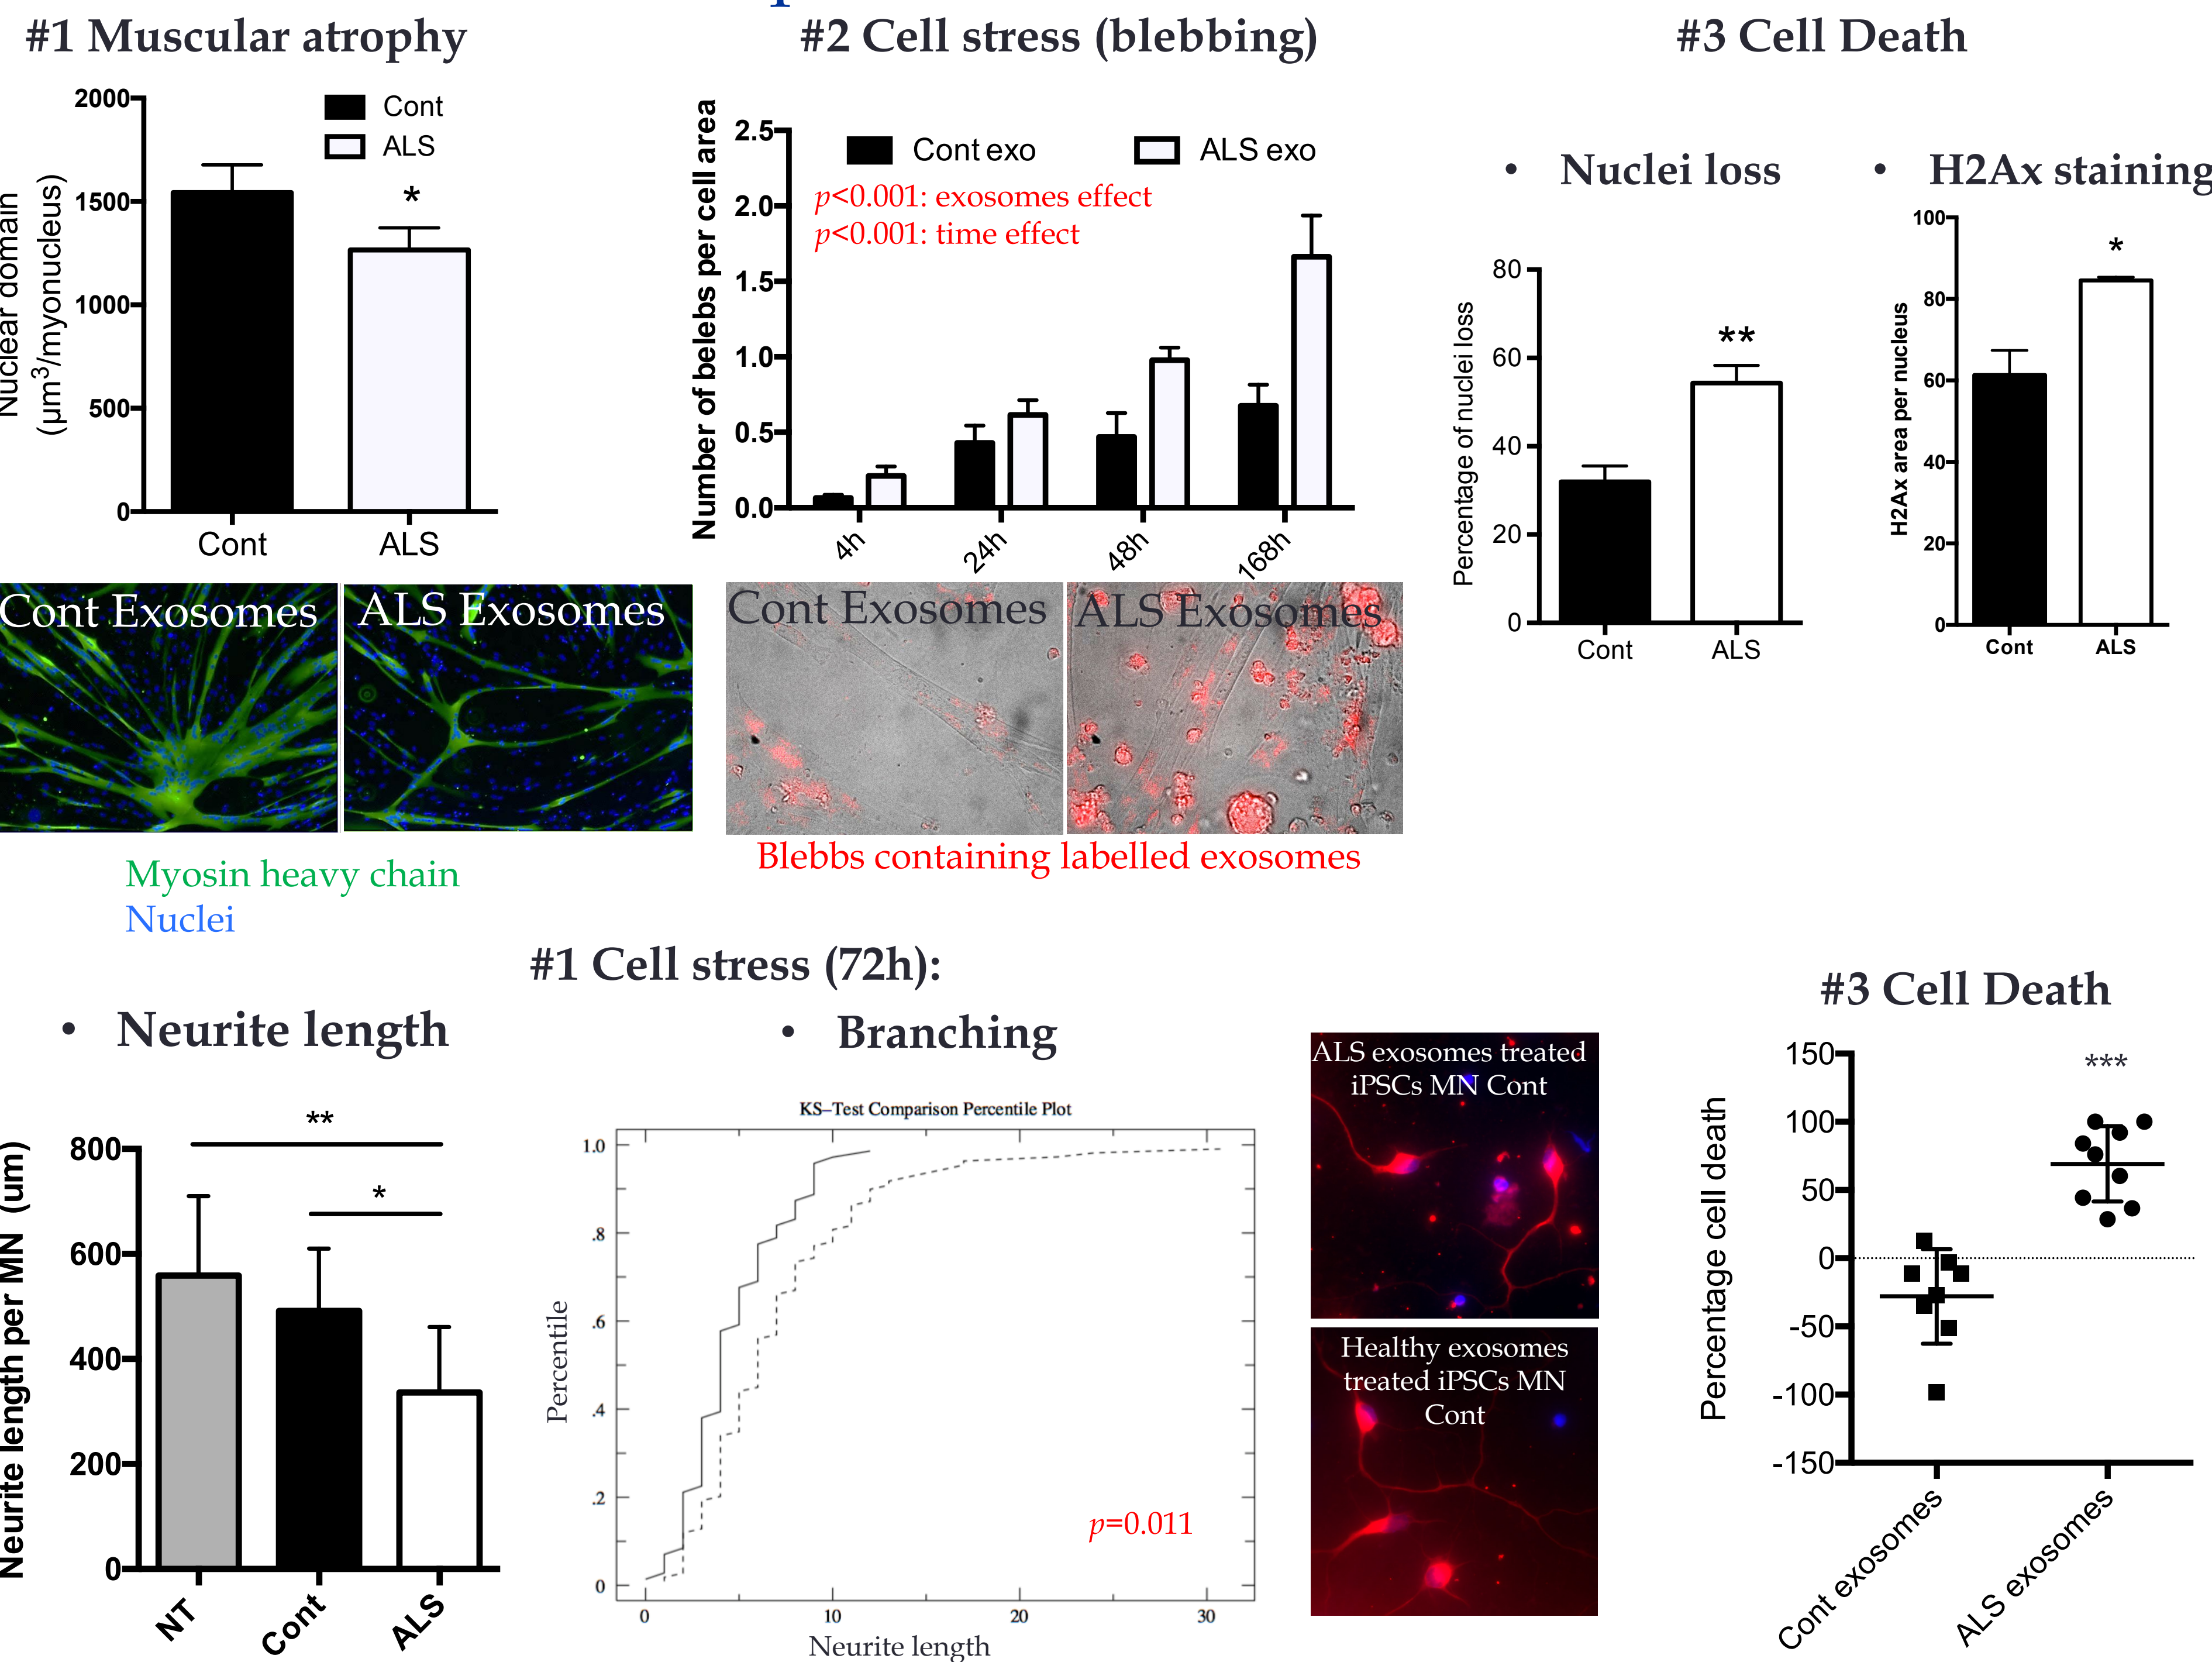 #1 Muscular atrophy
#2 Cell stress (blebbing)
#3 Cell Death
2000
1500
1000
500
0
Nuclear domain
(µm³/myonucleus)
Cont
ALS
*
Cont
ALS
Cont Exosomes
ALS Exosomes
Myosin heavy chain
Nuclei
Number of belebs per cell area
2.5
2.0
1.5
1.0
0.5
0.0
Cont exo
ALS exo
p<0.001: exosomes effect
p<0.001: time effect
4h
24h
48h
168h
Cont Exosomes
ALS Exosomes
Blebbs containing labelled exosomes
• Nuclei loss
Percentage of nuclei loss
80
60
40
20
0
**
Cont
ALS
• H2Ax staining
H2Ax area per nucleus
100
80
60
40
20
0
*
Cont
ALS
#1 Cell stress (72h):
• Neurite length
Neurite length per MN (um)
800
600
400
200
0
**
*
NT
Cont
ALS
• Branching
KS–Test Comparison Percentile Plot
Percentile
1.0
.8
.6
.4
.2
0
p=0.011
0
10
20
30
Neurite length
ALS exosomes treated
iPSCs MN Cont
Healthy exosomes
treated iPSCs MN
Cont
#3 Cell Death
Percentage cell death
150
100
50
0
-50
-100
-150
***
Cont exosomes
ALS exosomes